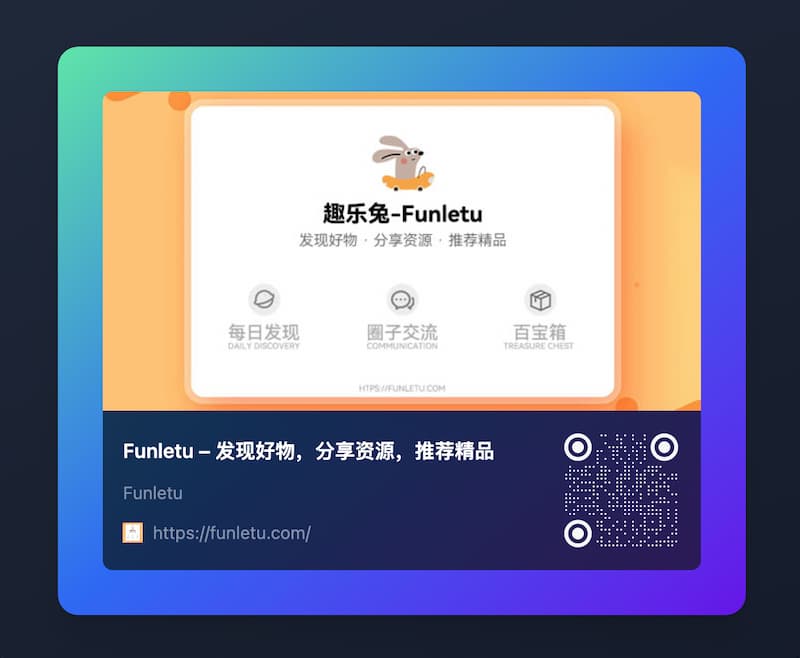 趣乐兔-Funletu
发现好物 · 分享资源 · 推荐精品
每日发现 圈子交流 百宝箱
DAILY DISCOVERY COMMUNICATION TREASURE CHEST
HTPS://FUNLETU.COM
Funletu – 发现好物，分享资源，推荐精品
Funletu
https://funletu.com/